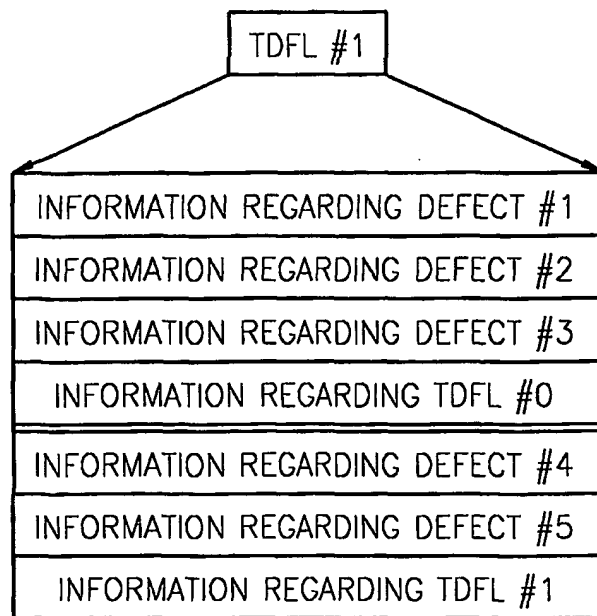 TDFL #1
INFORMATION REGARDING DEFECT #1
INFORMATION REGARDING DEFECT #2
INFORMATION REGARDING DEFECT #3
INFORMATION REGARDING TDFL #0
INFORMATION REGARDING DEFECT #4
INFORMATION REGARDING DEFECT #5
INFORMATION REGARDING TDFL #1